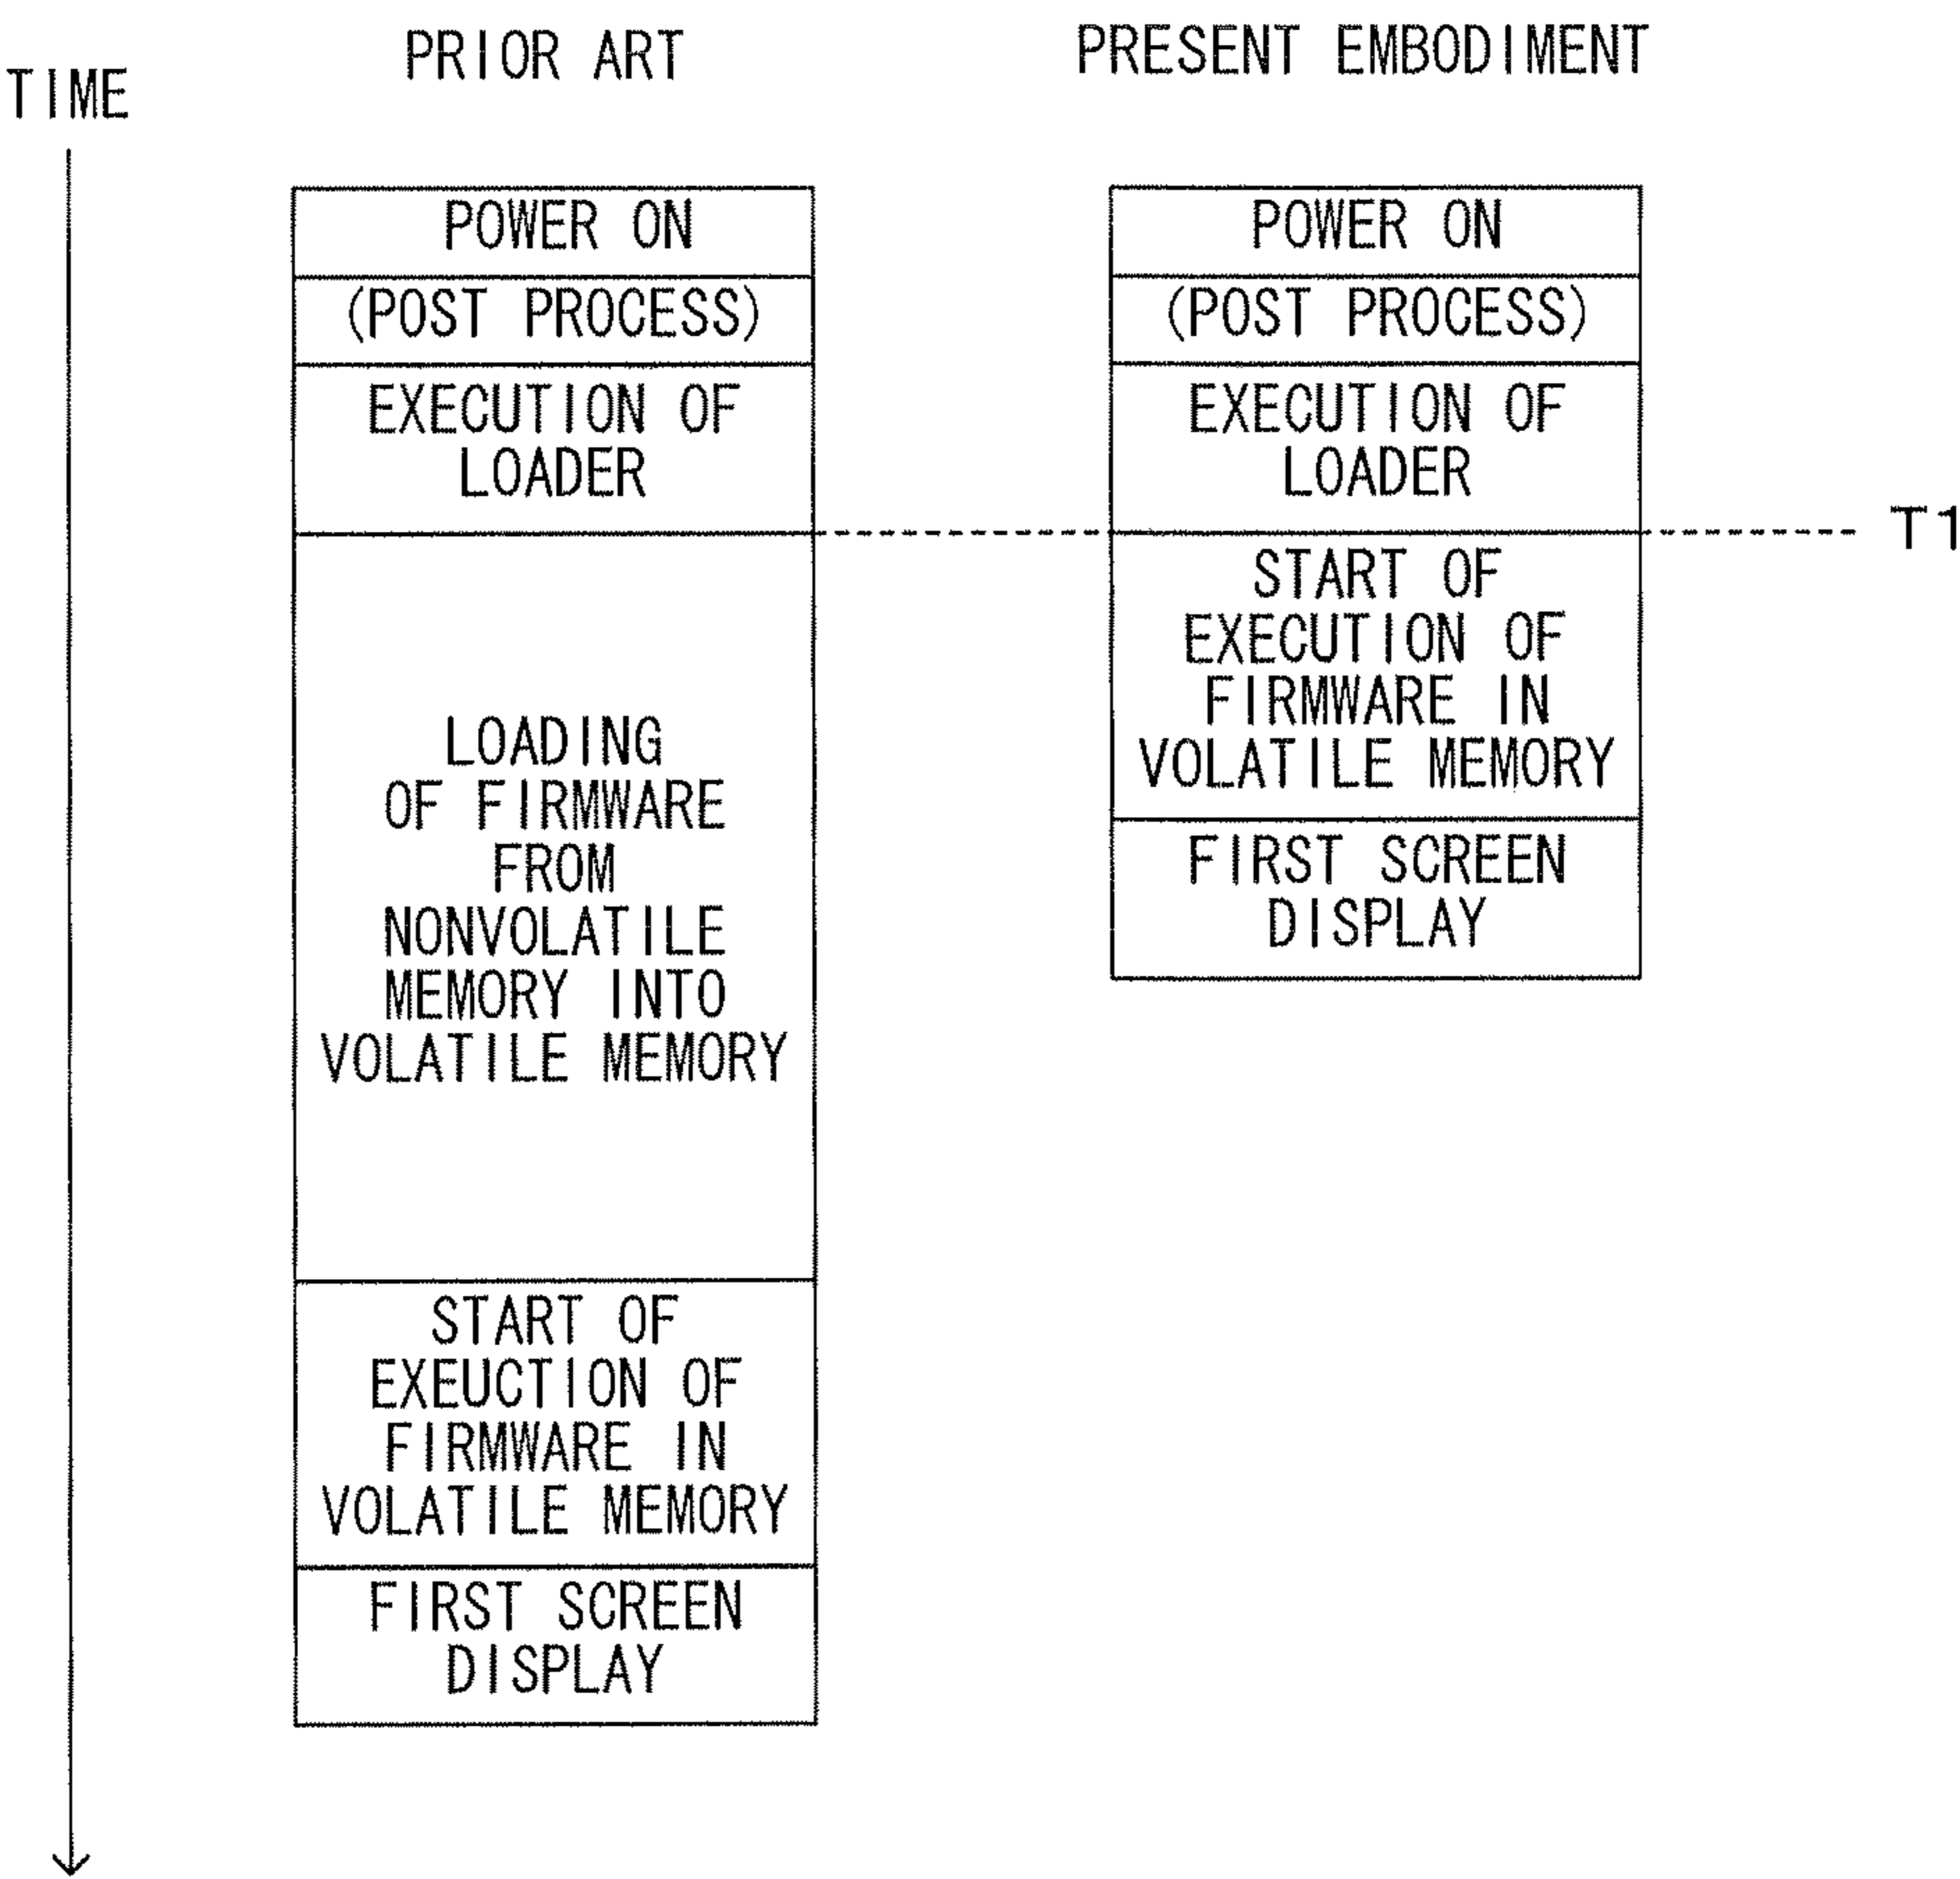 TIME
PRIOR ART
POWER ON
(POST PROCESS)
EXECUTION OF
LOADER
LOADING
OF FIRMWARE
FROM
NONVOLATILE
MEMORY INTO
VOLATILE MEMORY
START OF
EXEUCTION OF
FIRMWARE IN
VOLATILE MEMORY
FIRST SCREEN
DISPLAY
PRESENT EMBODIMENT
POWER ON
(POST PROCESS)
EXECUTION OF
LOADER
T1
START OF
EXECUTION OF
FIRMWARE IN
VOLATILE MEMORY
FIRST SCREEN
DISPLAY